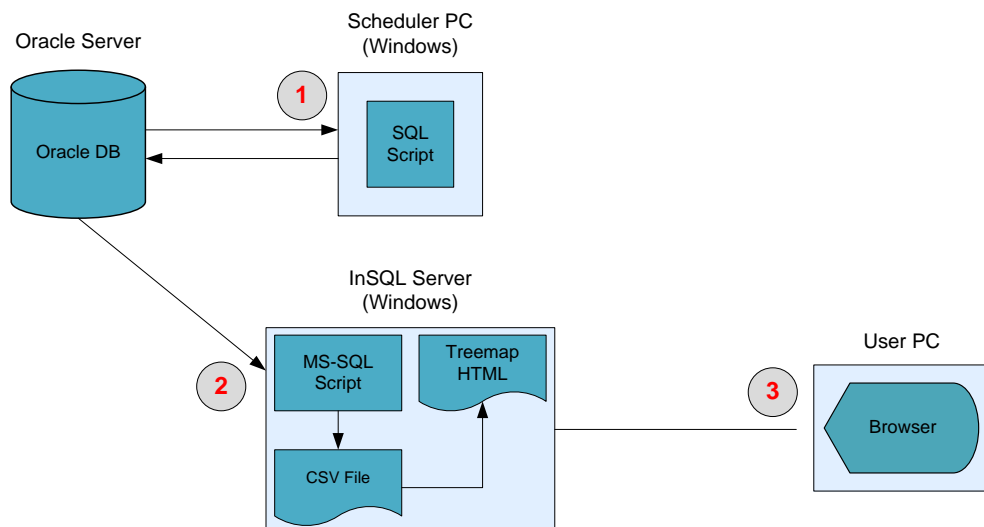 Scheduler PC
(Windows)
Oracle Server
1
SQL
Script
Oracle DB
InSQL Server
(Windows)
2
MS-SQL
Script
Treemap
HTML
CSV File
3
User PC
Browser